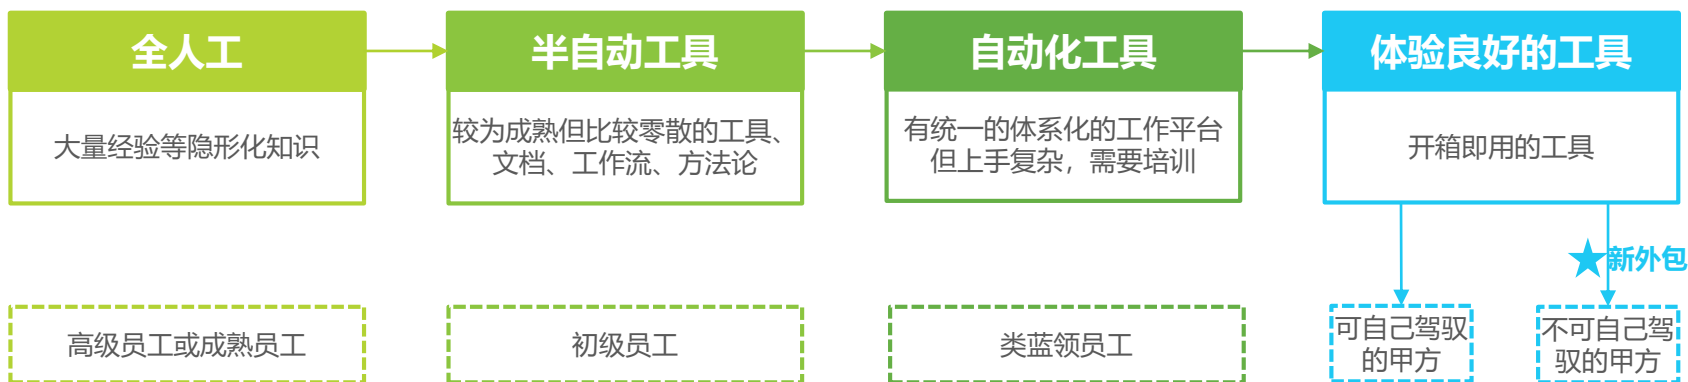 全人工
大量经验等隐形化知识
半自动工具
较为成熟但比较零散的工具、
文档、工作流、方法论
自动化工具
有统一的体系化的工作平台
但上手复杂，需要培训
体验良好的工具
开箱即用的工具
新外包
高级员工或成熟员工
初级员工
类蓝领员工
可自己驾驭
的甲方
不可自己驾
驭的甲方